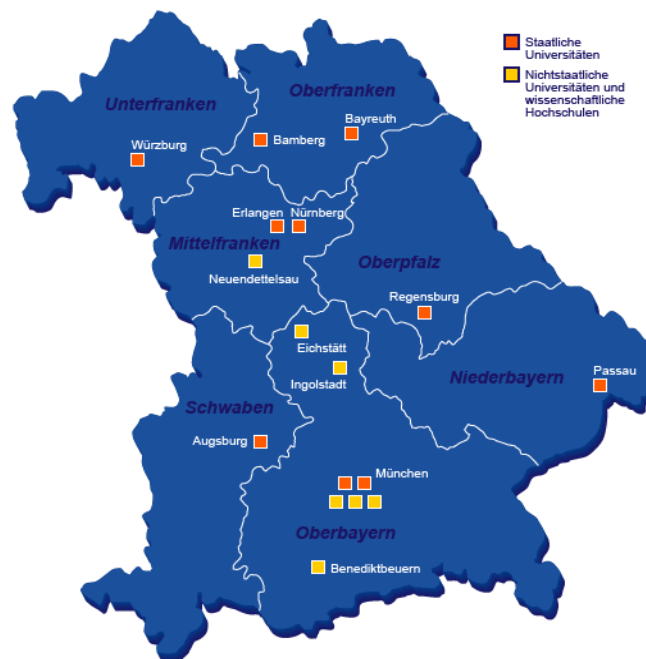 Staatliche
Universitäten
Nichtstaatliche
Universitäten und
wissenschaftliche
Hochschulen
Unterfranken
Oberfranken
Bayreuth
Würzburg
Bamberg
Erlangen
Nürnberg
Mittelfranken
Neuendettelsau
Oberpfalz
Regensburg
Eichstätt
Ingolstadt
Niederbayern
Passau
Schwaben
Augsburg
München
Oberbayern
Benediktbeuern